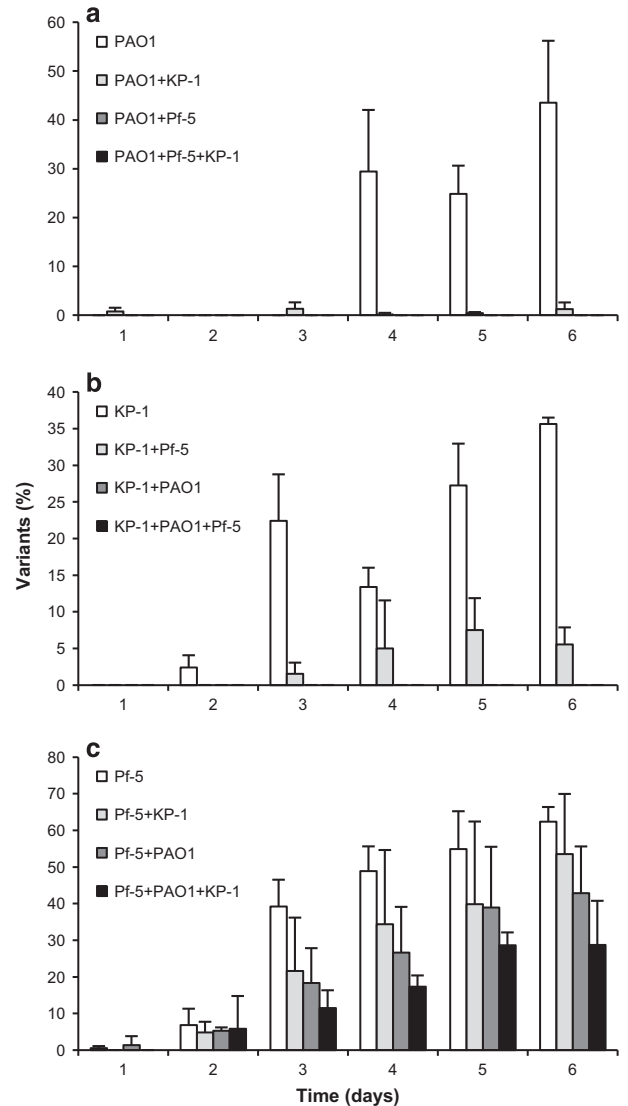 a
60
50
40
30
20
10
0
PAO1
PAO1+KP-1
PAO1+Pf-5
PAO1+Pf-5+KP-1
1 2 3 4 5 6
b
40
35
30
25
20
15
10
5
0
KP-1
KP-1+Pf-5
KP-1+PAO1
KP-1+PAO1+Pf-5
1 2 3 4 5 6
Variants (%)
c
80
70
60
50
40
30
20
10
0
Pf-5
Pf-5+KP-1
Pf-5+PAO1
Pf-5+PAO1+KP-1
1 2 3 4 5 6
Time (days)